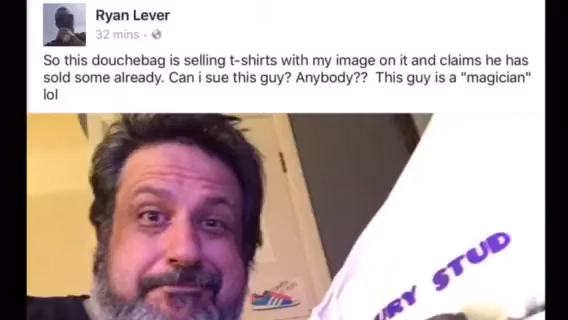 Ryan Lever
32 mins ·
So this douchebag is selling t-shirts with my image on it and claims he has
sold some already. Can i sue this guy? Anybody?? This guy is a "magician"
lol
STUD